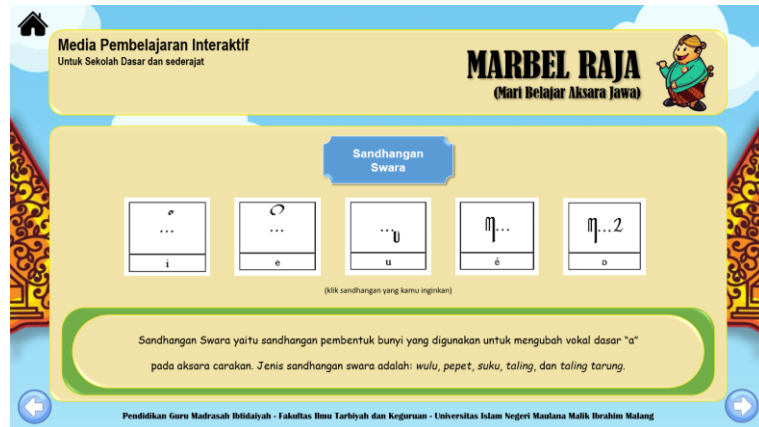 Media Pembelajaran Interaktif
Untuk Sekolah Dasar dan sederajat
MARBEL RAJA
(Mari Belajar Aksara Jawa)
Sandhangan
Swara
i e u é o
(klik sandhangan yang kamu inginkan)
Sandhangan Swara yaitu sandhangan pembentuk bunyi yang digunakan untuk mengubah vokal dasar “a”
pada aksara carakan. Jenis sandhangan swara adalah: wulu, pepet, suku, taling, dan taling tarung.
Pendidikan Guru Madrasah Ibtidaiyah - Fakultas Ilmu Tarbiyah dan Keguruan - Universitas Islam Negeri Maulana Malik Ibrahim Malang